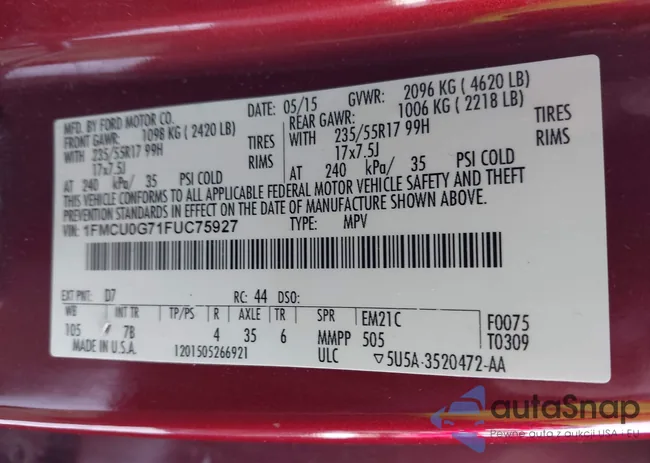 MFD. BY FORD MOTOR CO. DATE: 05/15 GVWR: 2096 KG ( 4620 LB)
FRONT GAWR: 1098 KG ( 2420 LB) REAR GAWR: 1006 KG ( 2218 LB)
WITH 235/55R17 99H TIRES WITH 235/55R17 99H TIRES
17x7.5J RIMS 17x7.5J RIMS
AT 240 kPa/ 35 PSI COLD AT 240 kPa/ 35 PSI COLD
THIS VEHICLE CONFORMS TO ALL APPLICABLE FEDERAL MOTOR VEHICLE SAFETY AND THEFT
PREVENTION STANDARDS IN EFFECT ON THE DATE OF MANUFACTURE SHOWN ABOVE.
VIN: 1FMCU0G71FUC75927 TYPE: MPV
EXT PNT: D7 RC: 44 DSO:
WB INT TR TP/PS R AXLE TR SPR EM21C F0075
105 7B 4 35 6 MMPP 505 T0309
MADE IN U.S.A. 1201505266921 ULC ▽5U5A-3520472-AA
autoSnap
Pewne auta z aukcji USA i EU